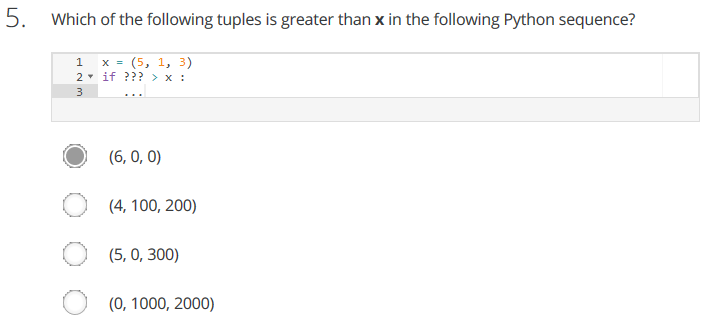 5. Which of the following tuples is greater than x in the following Python sequence?
1 x = (5, 1, 3)
2 if ??? > x :
3 ...
(6, 0, 0)
(4, 100, 200)
(5, 0, 300)
(0, 1000, 2000)